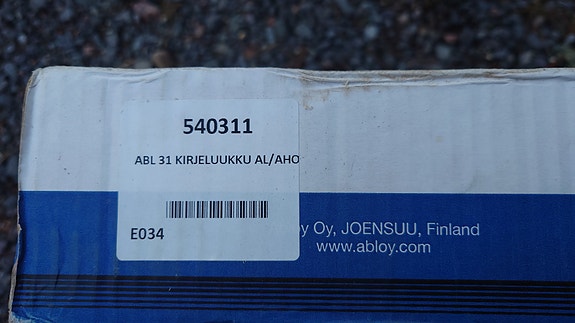 540311
ABL 31 KIRJELUUKKU AL/AHO
E034
y Oy, JOENSUU, Finland
www.abloy.com